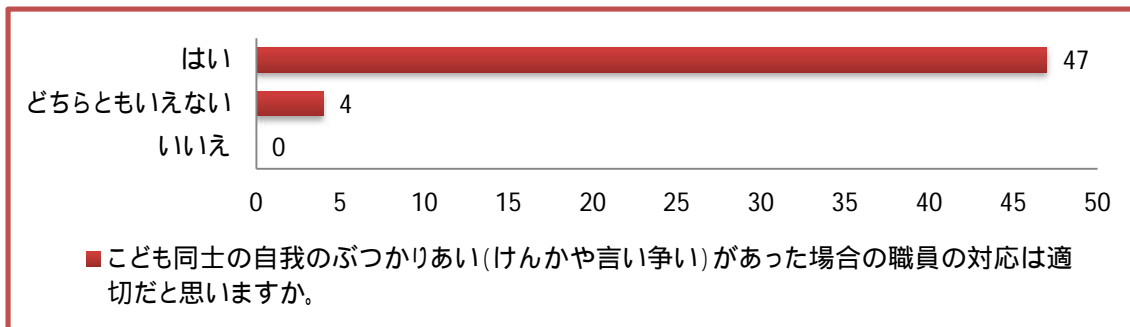 はい 47
どちらともいえない 4
いいえ 0
0 5 10 15 20 25 30 35 40 45 50
こども同士の自我のぶつかりあい(けんかや言い争い)があった場合の職員の対応は適
切だと思いますか。